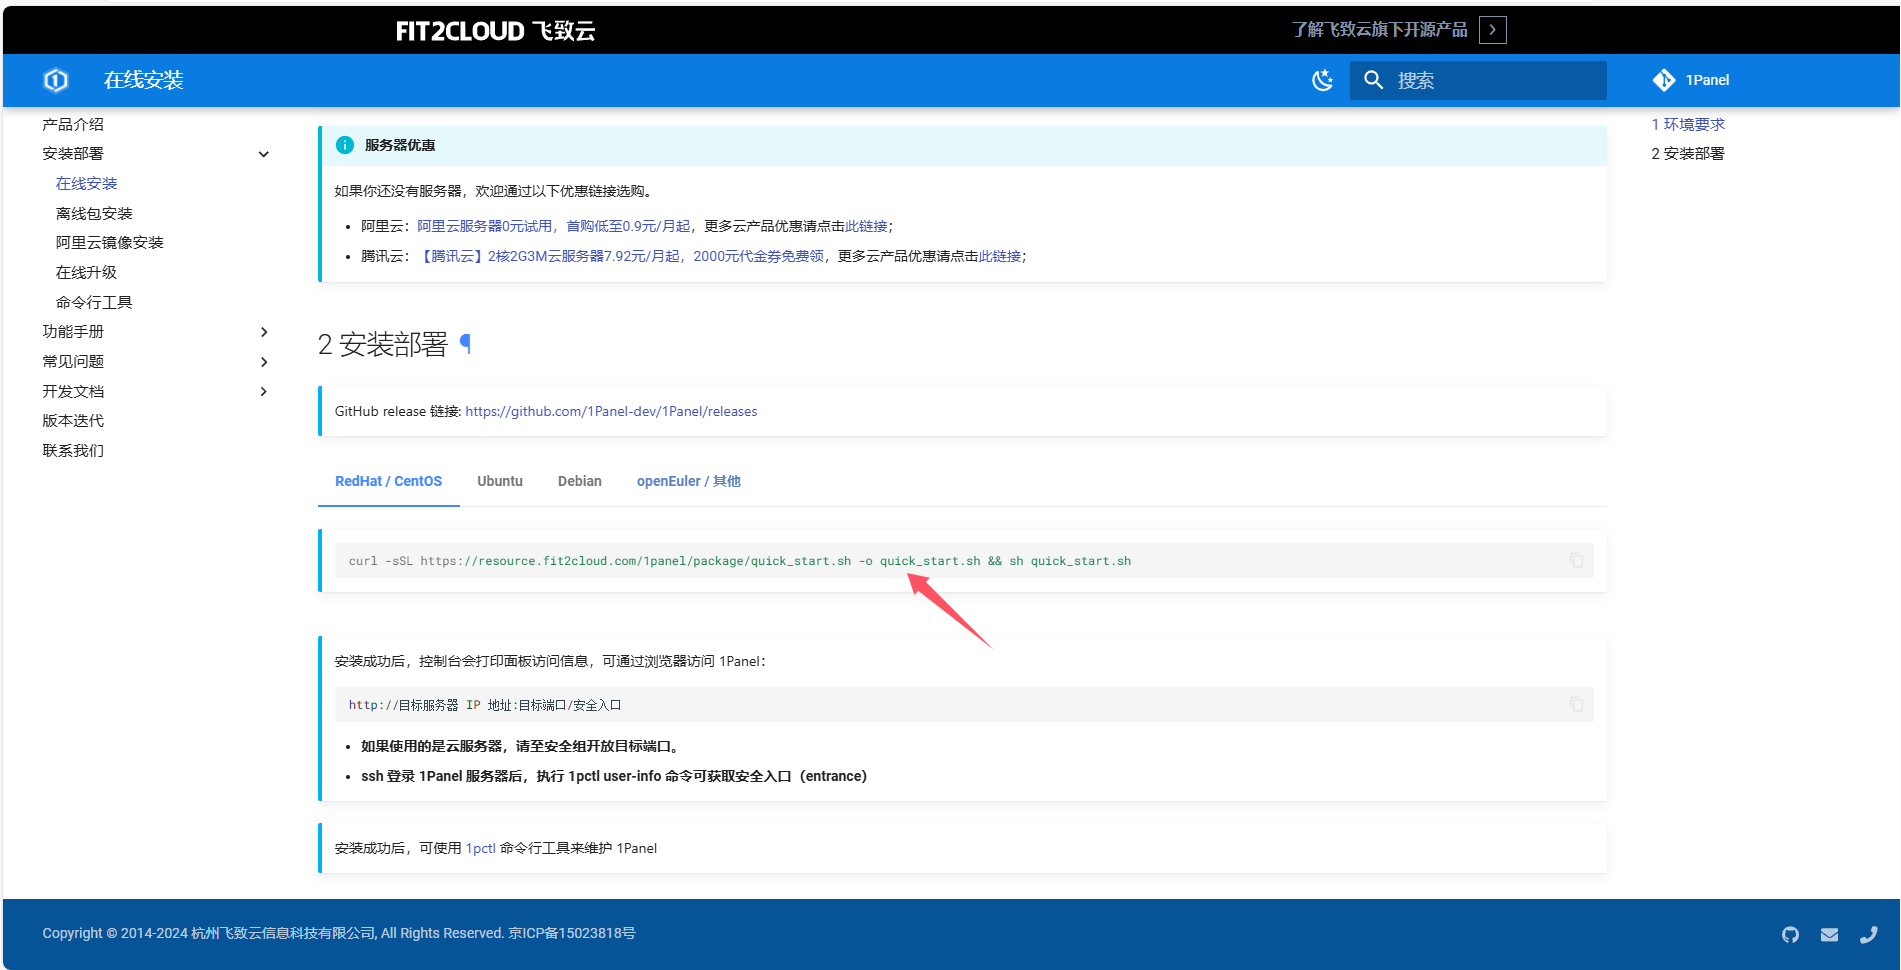 FIT2CLOUD 飞致云
了解飞致云旗下开源产品
在线安装
搜索
1Panel
产品介绍
安装部署
在线安装
离线包安装
阿里云镜像安装
在线升级
命令行工具
功能手册
常见问题
开发文档
版本迭代
联系我们
服务器优惠
如果你还没有服务器，欢迎通过以下优惠链接选购。
• 阿里云：阿里云服务器0元试用，首购低至0.9元/月起，更多云产品优惠请点击此链接；
• 腾讯云：【腾讯云】2核2G3M云服务器7.92元/月起，2000元代金券免费领，更多云产品优惠请点击此链接；
2 安装部署 ¶
GitHub release 链接: https://github.com/1Panel-dev/1Panel/releases
RedHat / CentOS Ubuntu Debian openEuler / 其他
curl -sSL https://resource.fit2cloud.com/1panel/package/quick_start.sh -o quick_start.sh && sh quick_start.sh
安装成功后，控制台会打印面板访问信息，可通过浏览器访问 1Panel：
http://目标服务器 IP 地址:目标端口/安全入口
• 如果使用的是云服务器，请至安全组开放目标端口。
• ssh 登录 1Panel 服务器后，执行 1pctl user-info 命令可获取安全入口（entrance）
安装成功后，可使用 1pctl 命令行工具来维护 1Panel
1 环境要求
2 安装部署
Copyright © 2014-2024 杭州飞致云信息科技有限公司, All Rights Reserved. 京ICP备15023818号